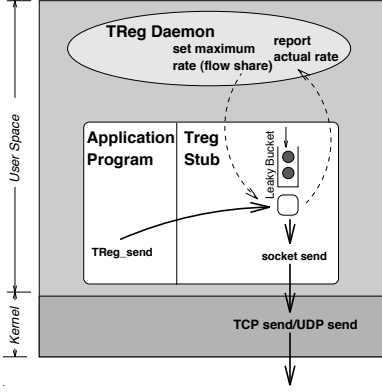 TReg Daemon
set maximum
rate (flow share)
report
actual rate
User Space
Application
Program
Treg
Stub
Leaky Bucket
TReg_send
socket send
Kernel
TCP send/UDP send